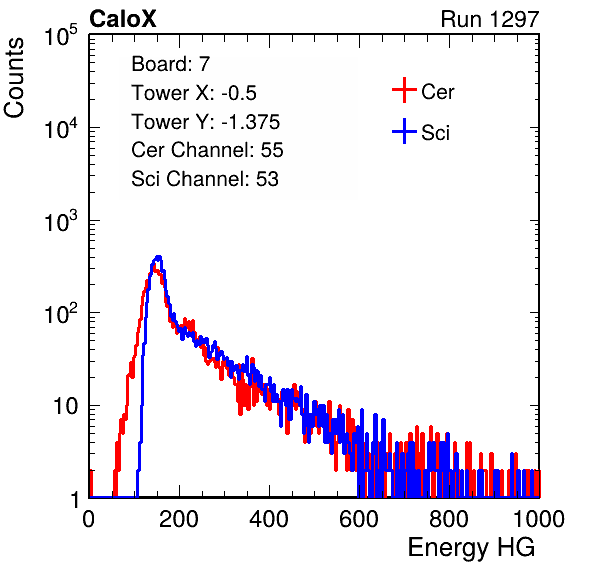 CaloX Run 1297
Counts
Board: 7
Tower X: -0.5
Tower Y: -1.375
Cer Channel: 55
Sci Channel: 53
Cer
Sci
10^5
10^4
10^3
10^2
10
1
0 200 400 600 800 1000
Energy HG